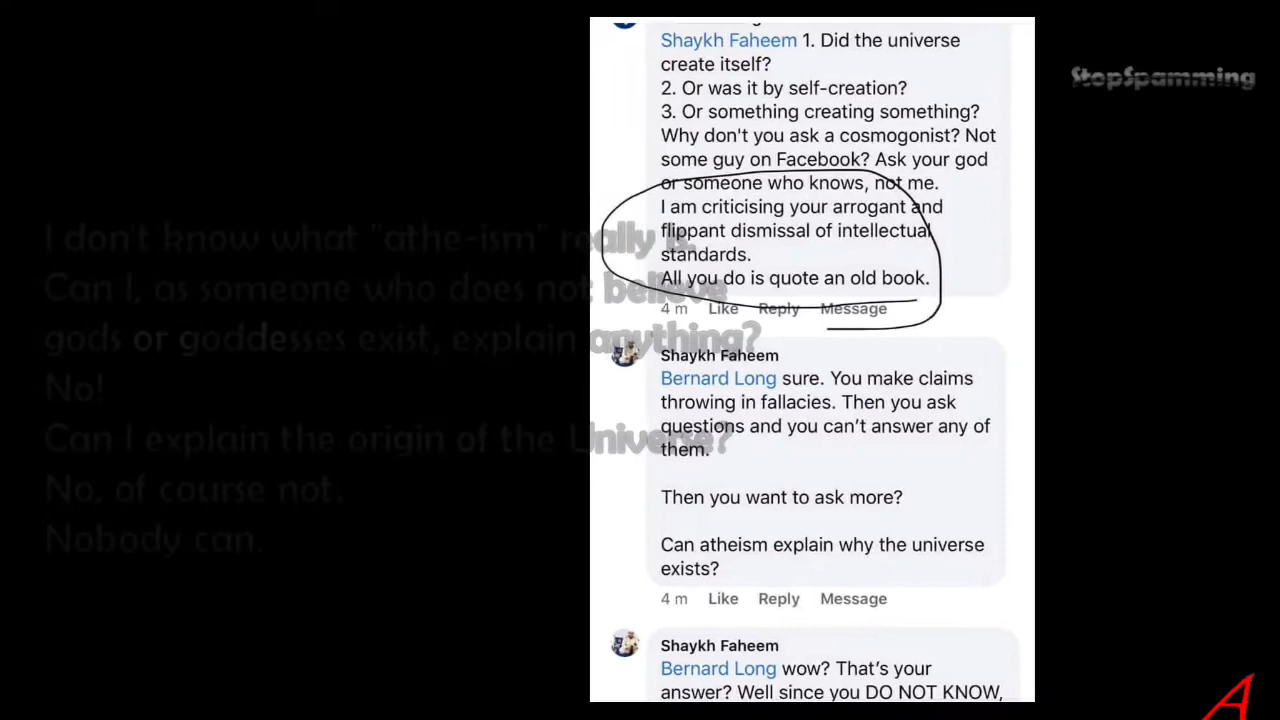 Shaykh Faheem 1. Did the universe
create itself?
2. Or was it by self-creation?
3. Or something creating something?
Why don't you ask a cosmogonist? Not
some guy on Facebook? Ask your god
or someone who knows, not me.
I am criticising your arrogant and
flippant dismissal of intellectual
standards.
All you do is quote an old book.
4 m Like Reply Message
Shaykh Faheem
Bernard Long sure. You make claims
throwing in fallacies. Then you ask
questions and you can’t answer any of
them.
Then you want to ask more?
Can atheism explain why the universe
exists?
4 m Like Reply Message
Shaykh Faheem
Bernard Long wow? That’s your
answer? Well since you DO NOT KNOW,
StopSpamming
I don't know what "athe-ism" really is.
Can I, as someone who does not believe
gods or goddesses exist, explain anything?
No!
Can I explain the origin of the Universe?
No, of course not.
Nobody can.
A